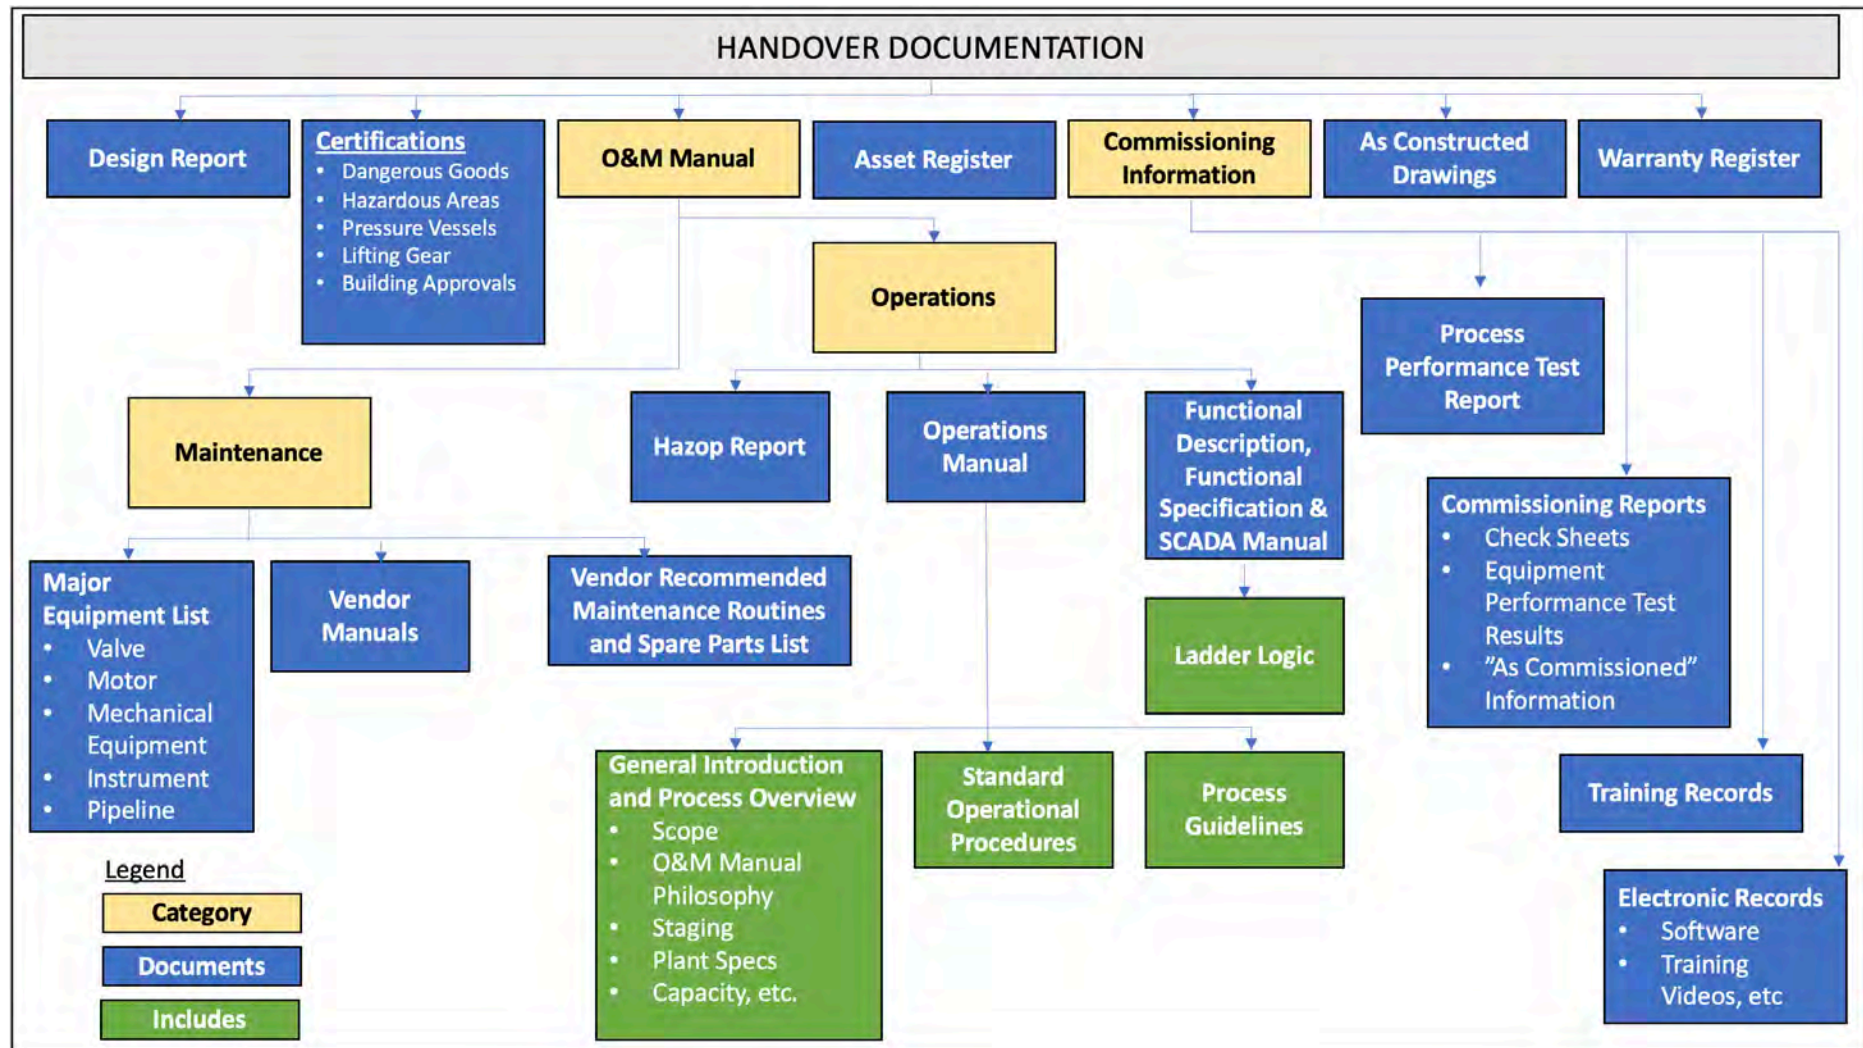 HANDOVER DOCUMENTATION
Design Report
Certifications
• Dangerous Goods
• Hazardous Areas
• Pressure Vessels
• Lifting Gear
• Building Approvals
O&M Manual
Asset Register
Commissioning
Information
As Constructed
Drawings
Warranty Register
Operations
Process
Performance Test
Report
Maintenance
Hazop Report
Operations
Manual
Functional
Description,
Functional
Specification &
SCADA Manual
Commissioning Reports
• Check Sheets
• Equipment
Performance Test
Results
• ”As Commissioned”
Information
Major
Equipment List
• Valve
• Motor
• Mechanical
Equipment
• Instrument
• Pipeline
Vendor
Manuals
Vendor Recommended
Maintenance Routines
and Spare Parts List
Ladder Logic
General Introduction
and Process Overview
• Scope
• O&M Manual
Philosophy
• Staging
• Plant Specs
• Capacity, etc.
Standard
Operational
Procedures
Process
Guidelines
Training Records
Electronic Records
• Software
• Training
Videos, etc
Legend
Category
Documents
Includes